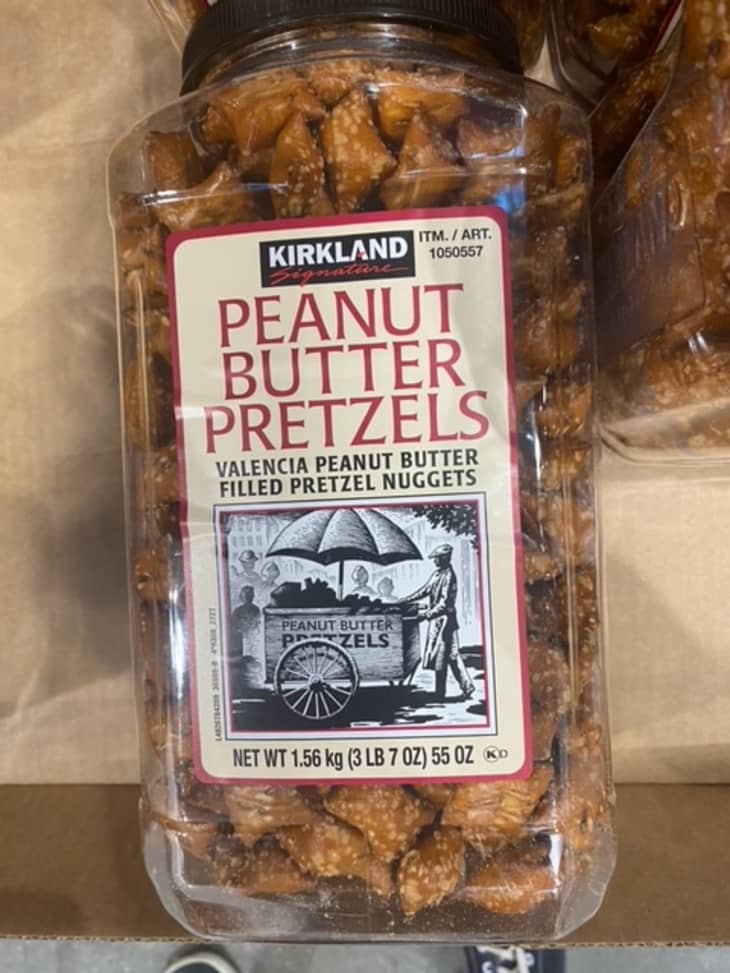 KIRKLAND
Signature
ITM. / ART.
1050557
PEANUT
BUTTER
PRETZELS
VALENCIA PEANUT BUTTER
FILLED PRETZEL NUGGETS
PEANUT BUTTER
PRETZELS
NET WT 1.56 kg (3 LB 7 OZ) 55 OZ K D